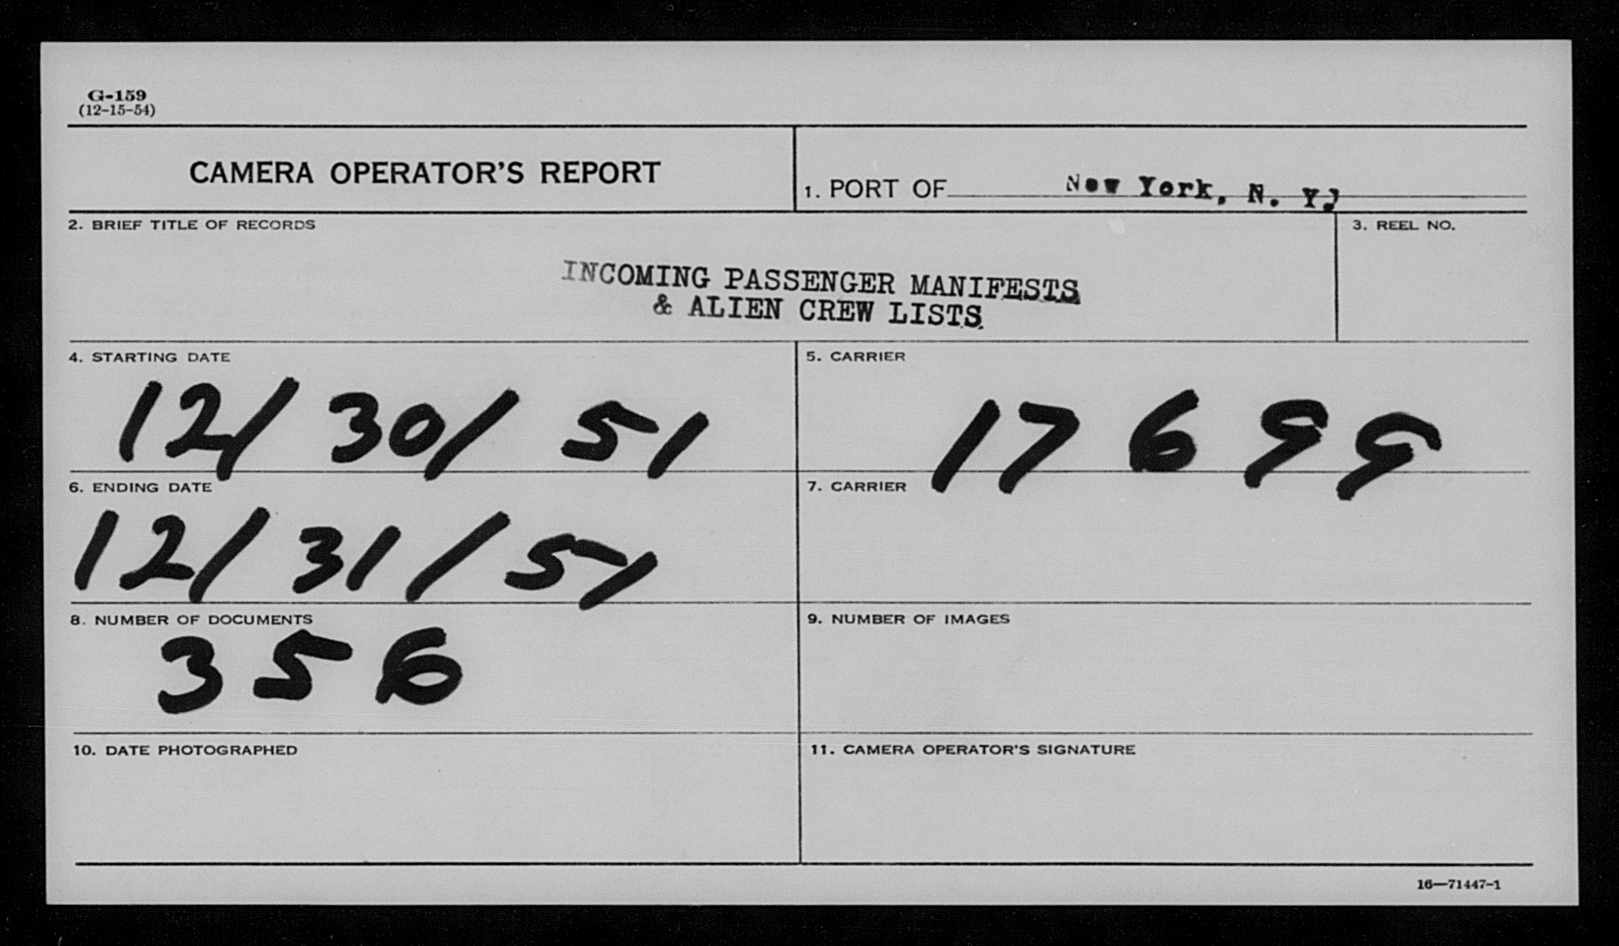 G-159
(12-15-54)
CAMERA OPERATOR'S REPORT
1. PORT OF New York, N. Y.
2. BRIEF TITLE OF RECORDS
3. REEL NO.
INCOMING PASSENGER MANIFESTS
& ALIEN CREW LISTS
4. STARTING DATE
12/30/51
5. CARRIER
17699
6. ENDING DATE
12/31/51
7. CARRIER
8. NUMBER OF DOCUMENTS
356
9. NUMBER OF IMAGES
10. DATE PHOTOGRAPHED
11. CAMERA OPERATOR'S SIGNATURE
16—71447-1